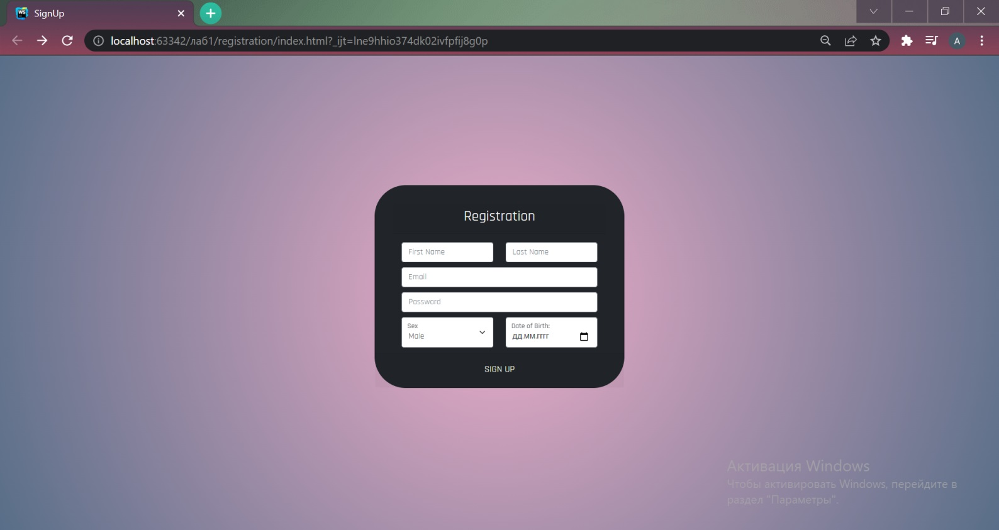 SignUp
localhost:63342/лаб1/registration/index.html?_ijt=lne9hhio374dk02ivfpfij8g0p
A
Registration
First Name
Last Name
Email
Password
Sex
Male
Date of Birth:
ДД.ММ.ГГГГ
SIGN UP
Активация Windows
Чтобы активировать Windows, перейдите в
раздел "Параметры".